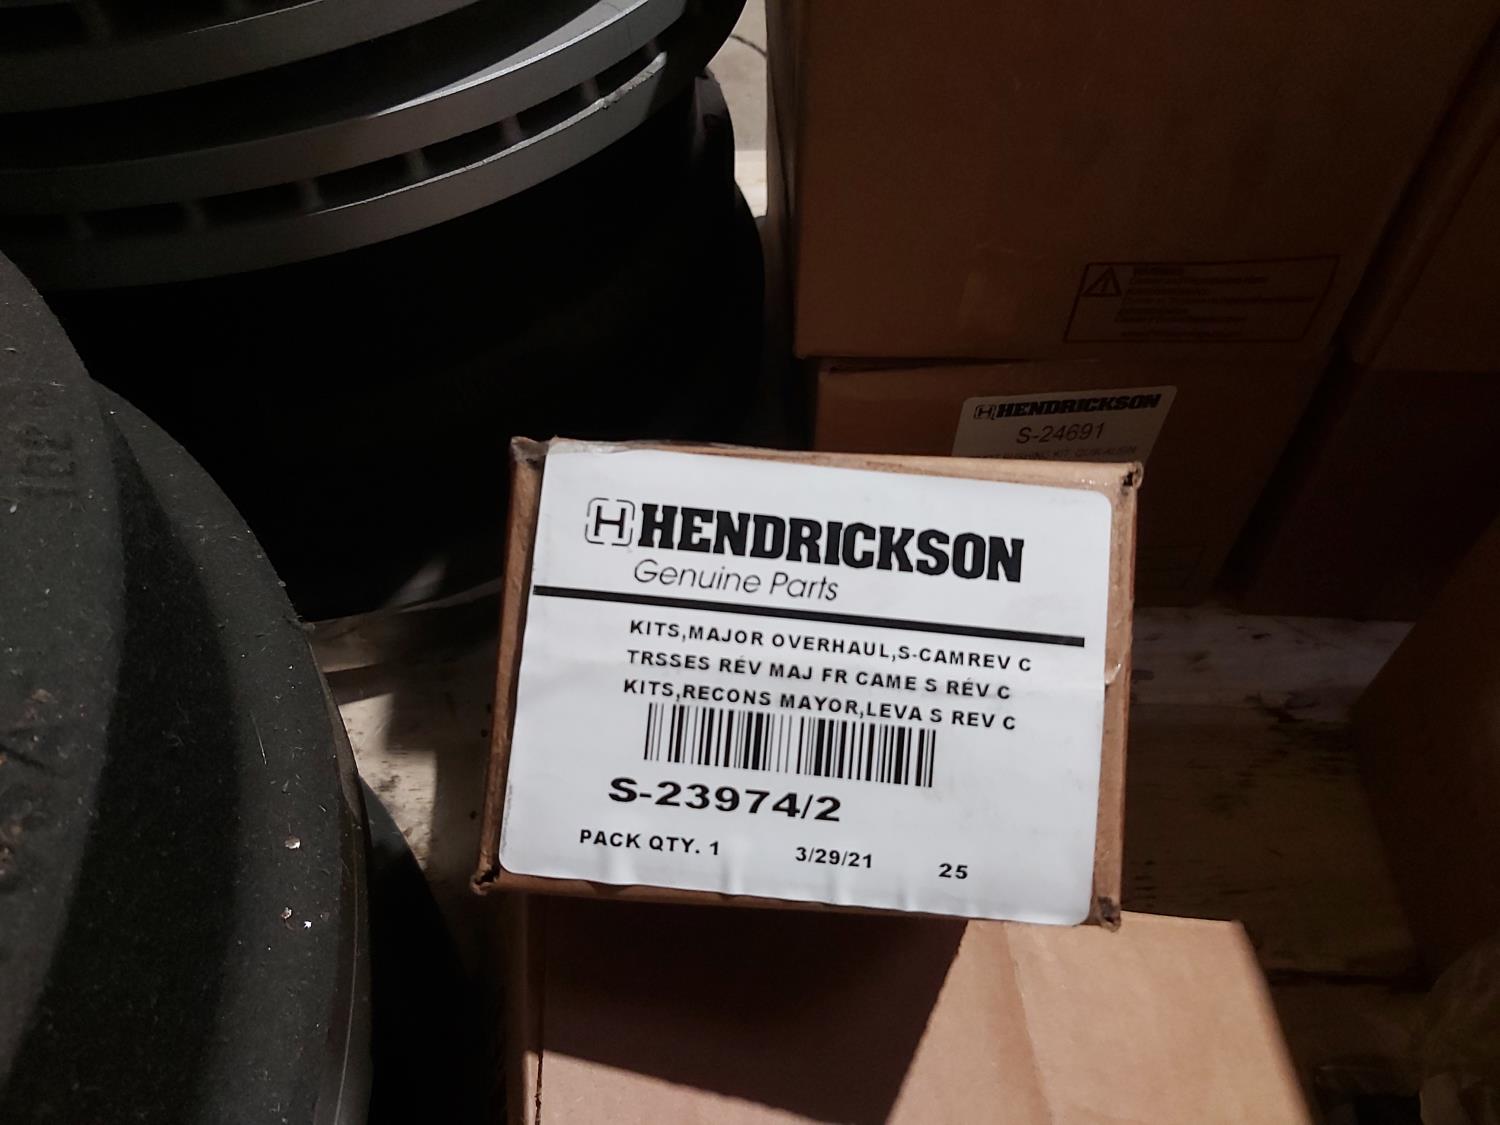 HENDRICKSON
S-24691
HENDRICKSON
Genuine Parts
KITS,MAJOR OVERHAUL,S-CAMREV C
TRSSES RÉV MAJ FR CAME S RÉV C
KITS,RECONS MAYOR,LEVA S REV C
S-23974/2
PACK QTY. 1 3/29/21 25